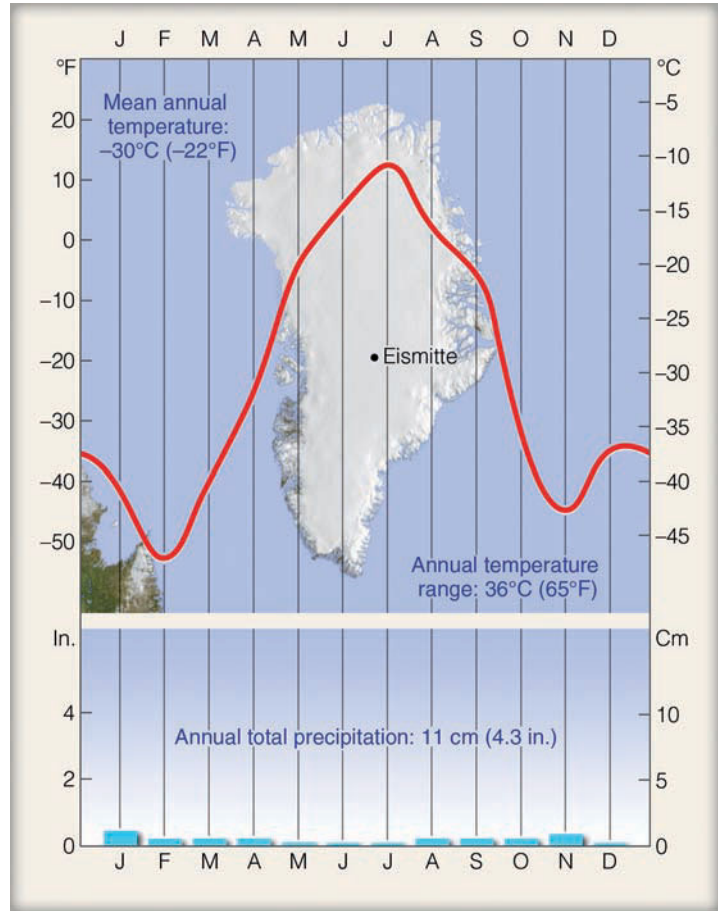 J F M A M J J A S O N D
°F °C
Mean annual
temperature:
–30°C (–22°F)
20
10
0
–10
–20
–30
–40
–50
–5
–10
–15
–20
–25
–30
–35
–40
–45
Eismitte
Annual temperature
range: 36°C (65°F)
In. Cm
4
2
0
10
5
0
Annual total precipitation: 11 cm (4.3 in.)
J F M A M J J A S O N D